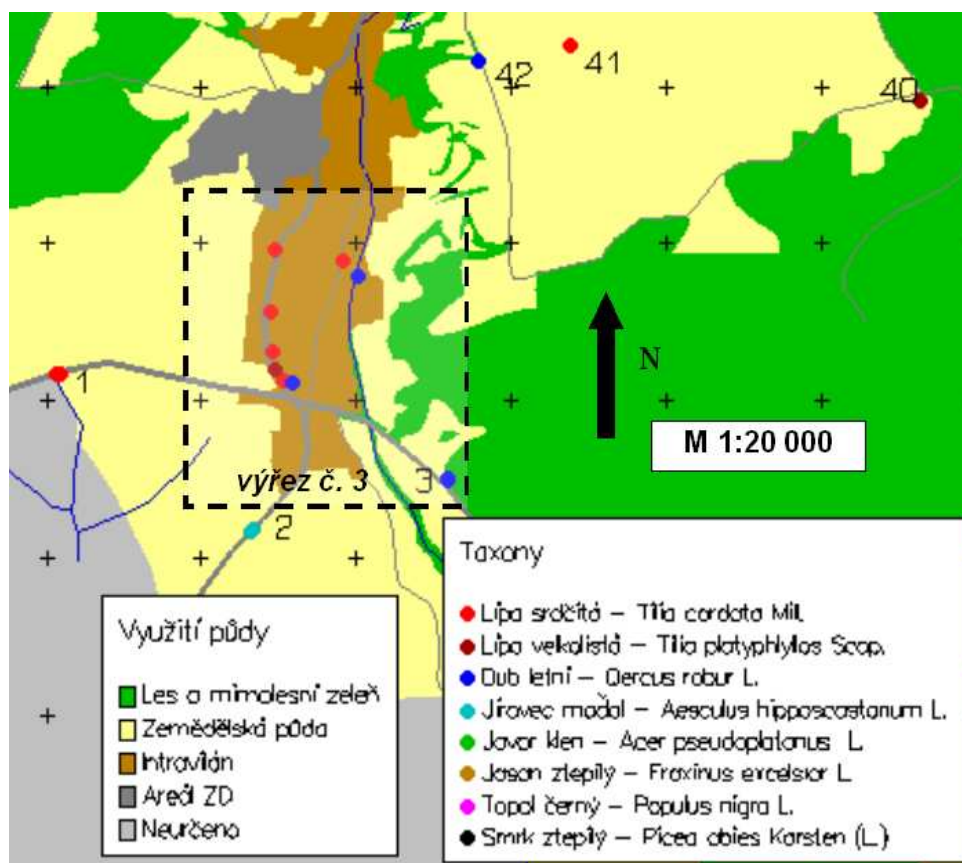 42
41
40
1
N
M 1:20 000
3
výřez č. 3
2
Využití půdy
Les a mimolesní zeleň
Zemědělská půda
Intravilán
Areál ZD
Neurčeno
Taxony
Lípa srdčitá – Tilia cordata Mill.
Lípa velkolistá – Tilia platyphyllos Scop.
Dub letní – Qercus robur L.
Jírovec maďal – Aesculus hipposcastanum L.
Javor klen – Acer pseudoplatanus L.
Jasan ztepilý – Fraxinus excelsior L.
Topol černý – Populus nigra L.
Smrk ztepilý – Picea abies Karsten (L.)